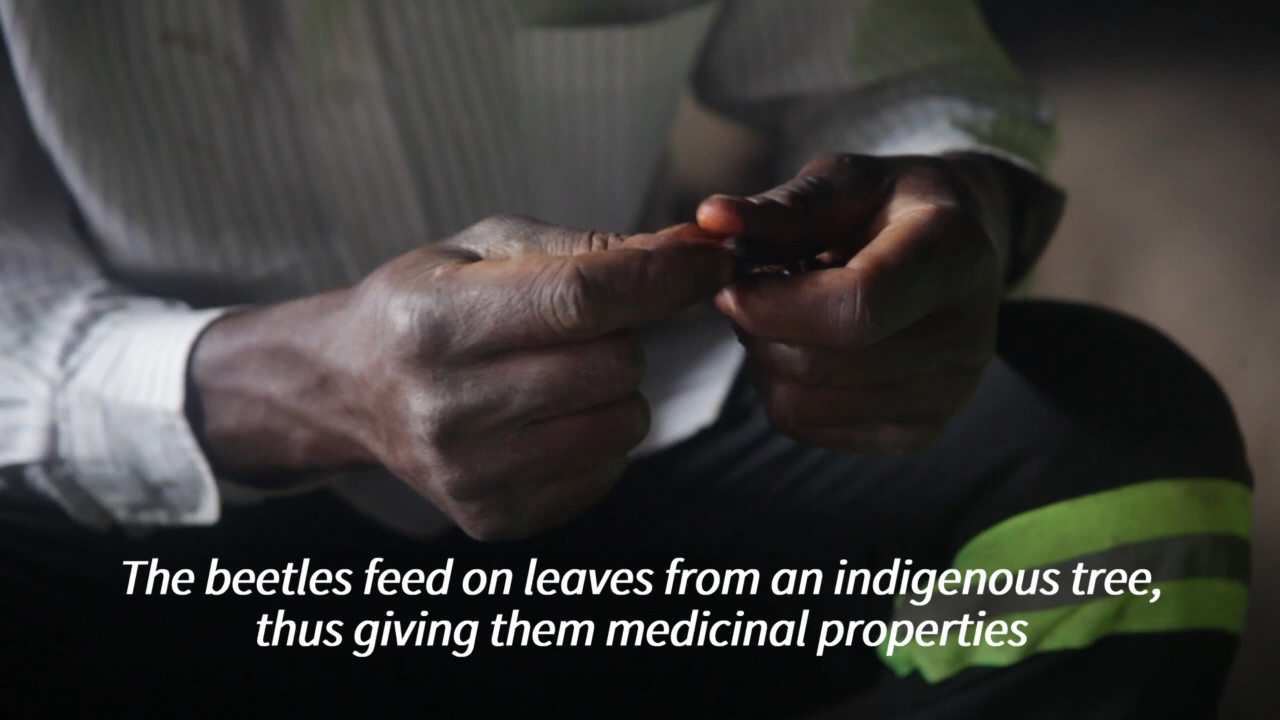 The beetles feed on leaves from an indigenous tree,
thus giving them medicinal properties